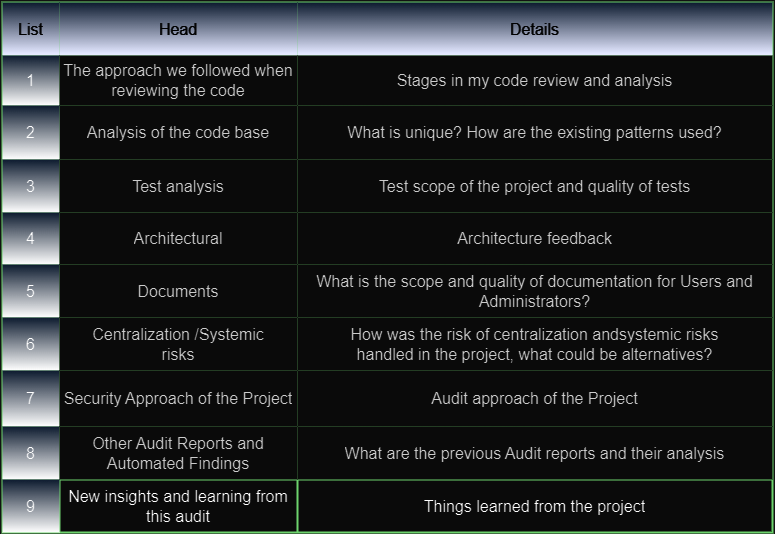 List Head Details
1 The approach we followed when
reviewing the code Stages in my code review and analysis
2 Analysis of the code base What is unique? How are the existing patterns used?
3 Test analysis Test scope of the project and quality of tests
4 Architectural Architecture feedback
5 Documents What is the scope and quality of documentation for Users and
Administrators?
6 Centralization /Systemic
risks How was the risk of centralization andsystemic risks
handled in the project, what could be alternatives?
7 Security Approach of the Project Audit approach of the Project
8 Other Audit Reports and
Automated Findings What are the previous Audit reports and their analysis
9 New insights and learning from
this audit Things learned from the project